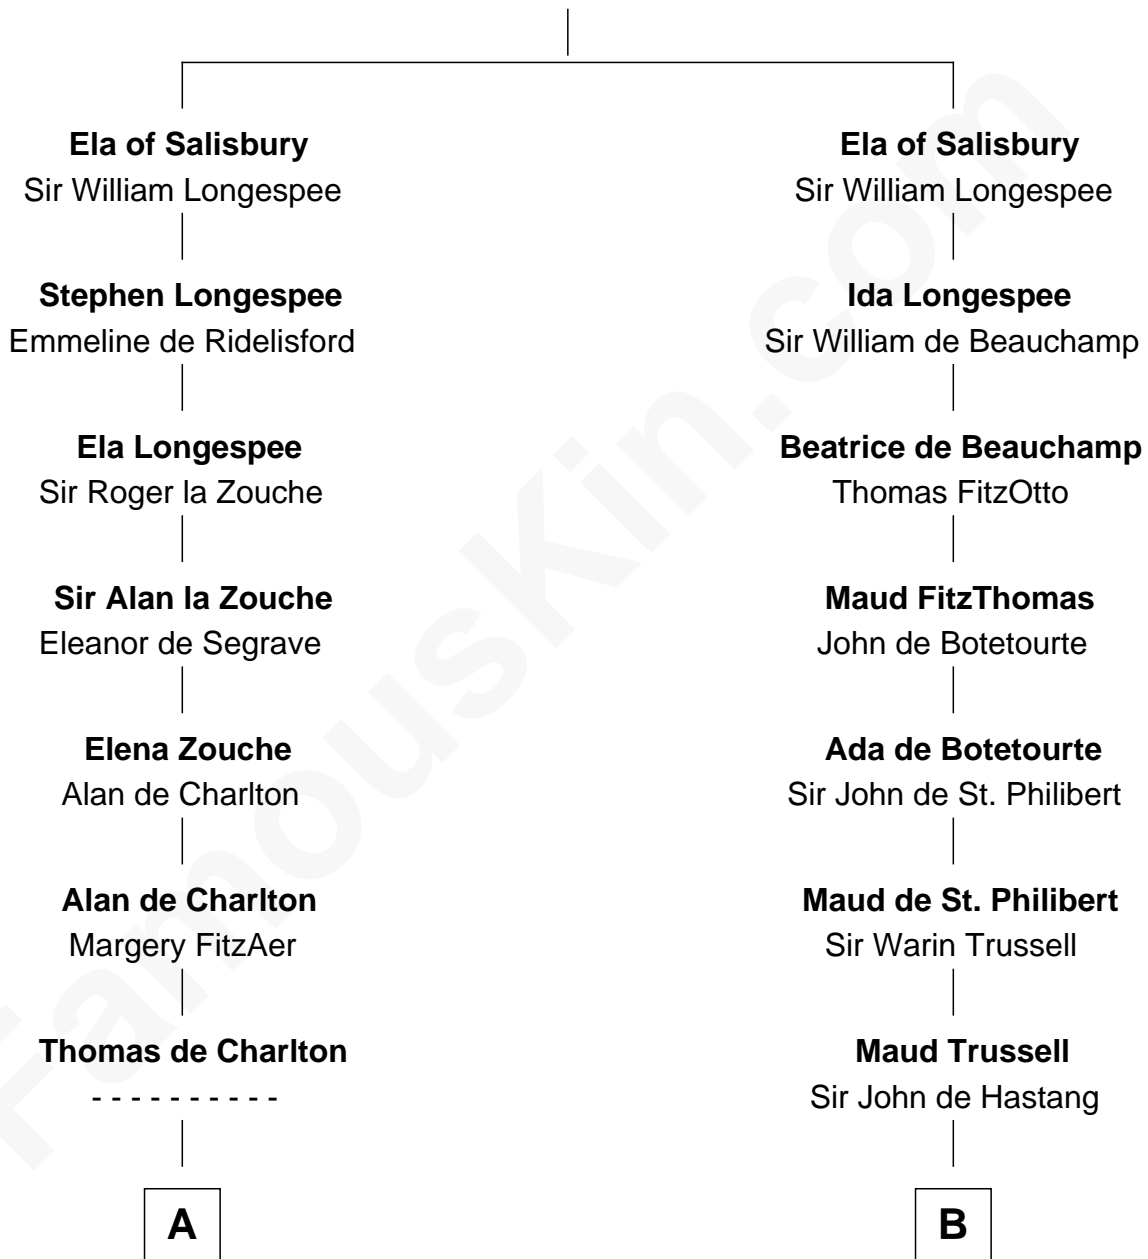 Ela of Salisbury
Sir William Longespee
Stephen Longespee
Emmeline de Ridelisford
Ela Longespee
Sir Roger la Zouche
Sir Alan la Zouche
Eleanor de Segrave
Elena Zouche
Alan de Charlton
Alan de Charlton
Margery FitzAer
Thomas de Charlton
- - - - - - - - - -
A
Ela of Salisbury
Sir William Longespee
Ida Longespee
Sir William de Beauchamp
Beatrice de Beauchamp
Thomas FitzOtto
Maud FitzThomas
John de Botetourte
Ada de Botetourte
Sir John de St. Philibert
Maud de St. Philibert
Sir Warin Trussell
Maud Trussell
Sir John de Hastang
B
FamousKin.com